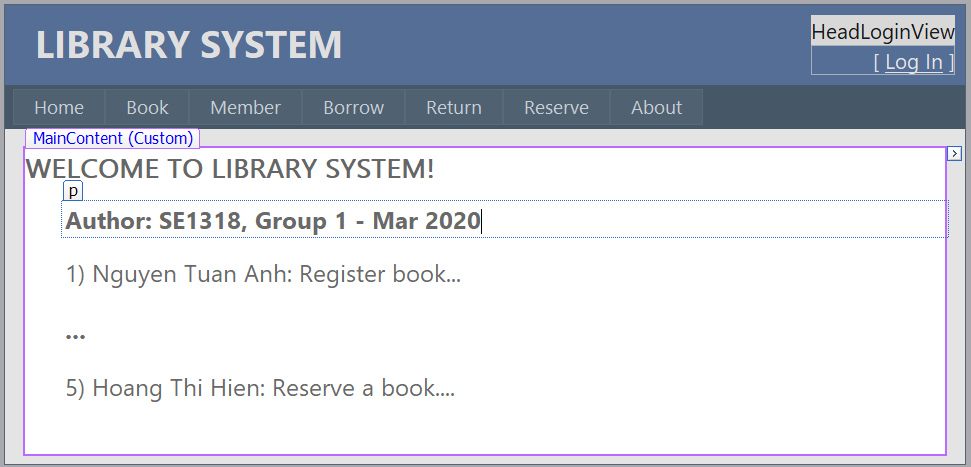 LIBRARY SYSTEM
HeadLoginView
[ Log In ]
Home Book Member Borrow Return Reserve About
MainContent (Custom)
WELCOME TO LIBRARY SYSTEM!
p
Author: SE1318, Group 1 - Mar 2020
1) Nguyen Tuan Anh: Register book...
...
5) Hoang Thi Hien: Reserve a book....